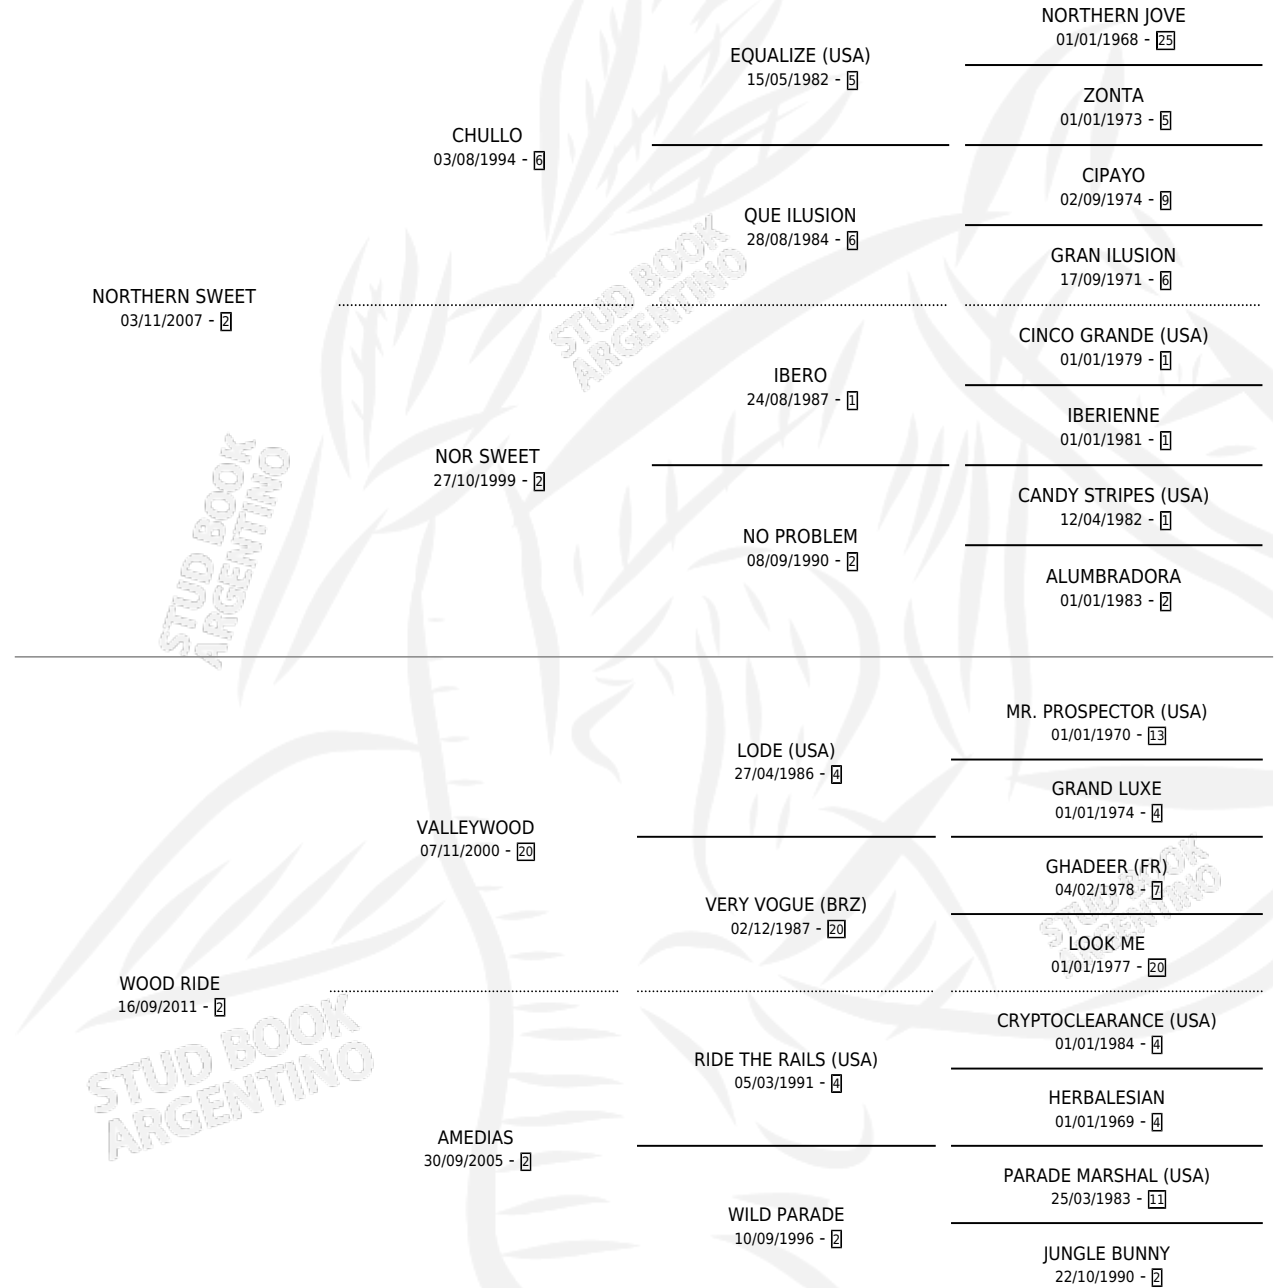 NORTHERN JOVE
01/01/1968 - 25
EQUALIZE (USA)
15/05/1982 - 5
ZONTA
01/01/1973 - 5
CHULLO
03/08/1994 - 6
CIPAYO
02/09/1974 - 9
QUE ILUSION
28/08/1984 - 6
GRAN ILUSION
17/09/1971 - 6
NORTHERN SWEET
03/11/2007 - 2
CINCO GRANDE (USA)
01/01/1979 - 1
IBERO
24/08/1987 - 1
IBERIENNE
01/01/1981 - 1
NOR SWEET
27/10/1999 - 2
CANDY STRIPES (USA)
12/04/1982 - 1
NO PROBLEM
08/09/1990 - 2
ALUMBRADORA
01/01/1983 - 2
STUD BOOK
ARGENTINO
STUD BOOK
ARGENTINO
MR. PROSPECTOR (USA)
01/01/1970 - 13
LODE (USA)
27/04/1986 - 4
GRAND LUXE
01/01/1974 - 4
VALLEYWOOD
07/11/2000 - 20
GHADEER (FR)
04/02/1978 - 7
VERY VOGUE (BRZ)
02/12/1987 - 20
LOOK ME
01/01/1977 - 20
STUD BOOK
ARGENTINO
WOOD RIDE
16/09/2011 - 2
CRYPTOCLEARANCE (USA)
01/01/1984 - 4
RIDE THE RAILS (USA)
05/03/1991 - 4
HERBALESIAN
01/01/1969 - 4
STUD BOOK
ARGENTINO
AMEDIAS
30/09/2005 - 2
PARADE MARSHAL (USA)
25/03/1983 - 11
WILD PARADE
10/09/1996 - 2
JUNGLE BUNNY
22/10/1990 - 2